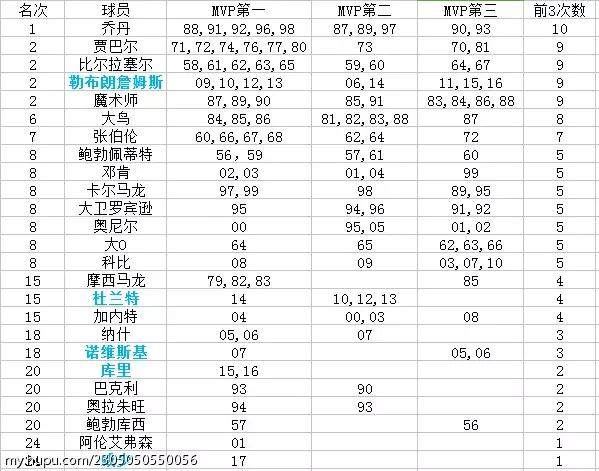 名次 球员 MVP第一 MVP第二 MVP第三 前3次数
1 乔丹 88,91,92,96,98 87,89,97 90,93 10
2 贾巴尔 71,72,74,76,77,80 73 70,81 9
2 比尔拉塞尔 58,61,62,63,65 59,60 64,67 9
2 勒布朗詹姆斯 09,10,12,13 06,14 11,15,16 9
2 魔术师 87,89,90 85,91 83,84,86,88 9
6 大鸟 84,85,86 81,82,83,88 87 8
7 张伯伦 60,66,67,68 62,64 72 7
8 鲍勃佩蒂特 56，59 57,61 60 5
8 邓肯 02,03 01,04 99 5
8 卡尔马龙 97,99 98 89,95 5
8 大卫罗宾逊 95 94,96 91,92 5
8 奥尼尔 00 95,05 01,02 5
8 大O 64 65 62,63,66 5
8 科比 08 09 03,07,10 5
15 摩西马龙 79,82,83 85 4
15 杜兰特 14 10,12,13 4
15 加内特 04 00,03 08 4
18 纳什 05,06 07 3
18 诺维斯基 07 05,06 3
20 库里 15,16 2
20 巴克利 93 90 2
20 奥拉朱旺 94 93 2
20 鲍勃库西 57 56 2
24 阿伦艾弗森 01 1
17 1
my.hupu.com/2805050550056